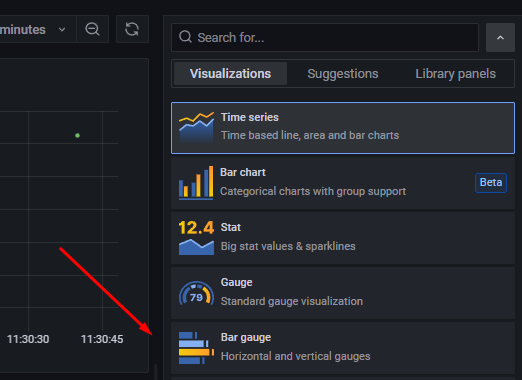 minutes
Search for...
Visualizations Suggestions Library panels
Time series
Time based line, area and bar charts
Bar chart
Categorical charts with group support
Beta
12.4
Stat
Big stat values & sparklines
79
Gauge
Standard gauge visualization
Bar gauge
Horizontal and vertical gauges
11:30:30 11:30:45